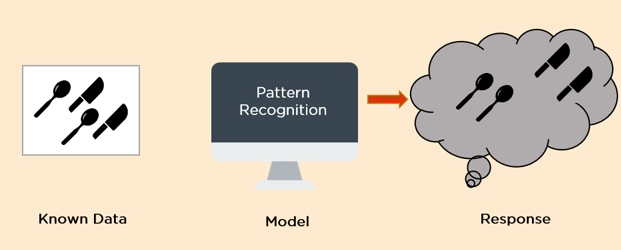 Pattern
Recognition
Known Data
Model
Response